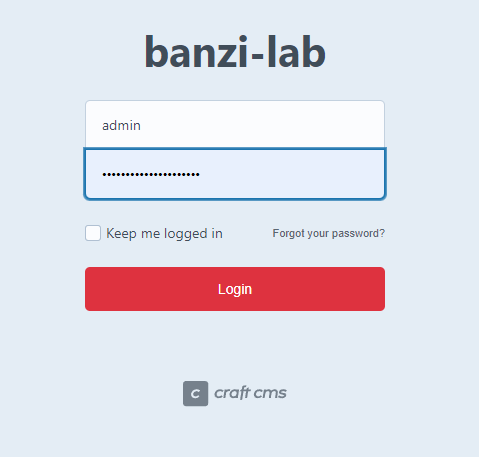 banzi-lab
admin
•••••••••••••••••••••
Keep me logged in
Forgot your password?
Login
C craft cms